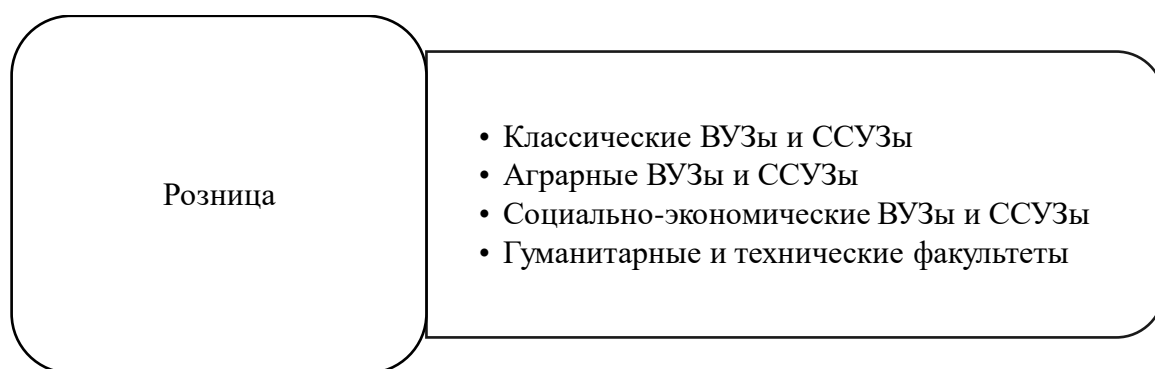 Розница
• Классические ВУЗы и ССУЗы
• Аграрные ВУЗы и ССУЗы
• Социально-экономические ВУЗы и ССУЗы
• Гуманитарные и технические факультеты